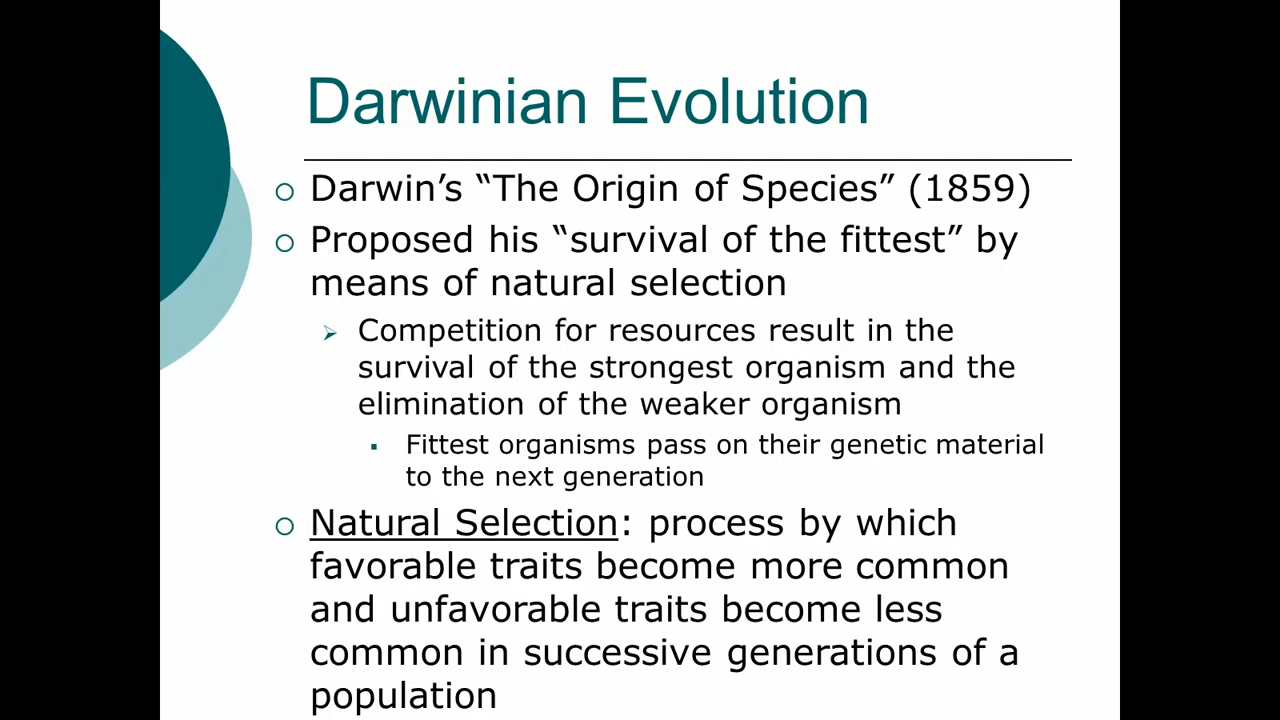 Darwinian Evolution
Darwin’s “The Origin of Species” (1859)
Proposed his “survival of the fittest” by
means of natural selection
Competition for resources result in the
survival of the strongest organism and the
elimination of the weaker organism
Fittest organisms pass on their genetic material
to the next generation
Natural Selection: process by which
favorable traits become more common
and unfavorable traits become less
common in successive generations of a
population